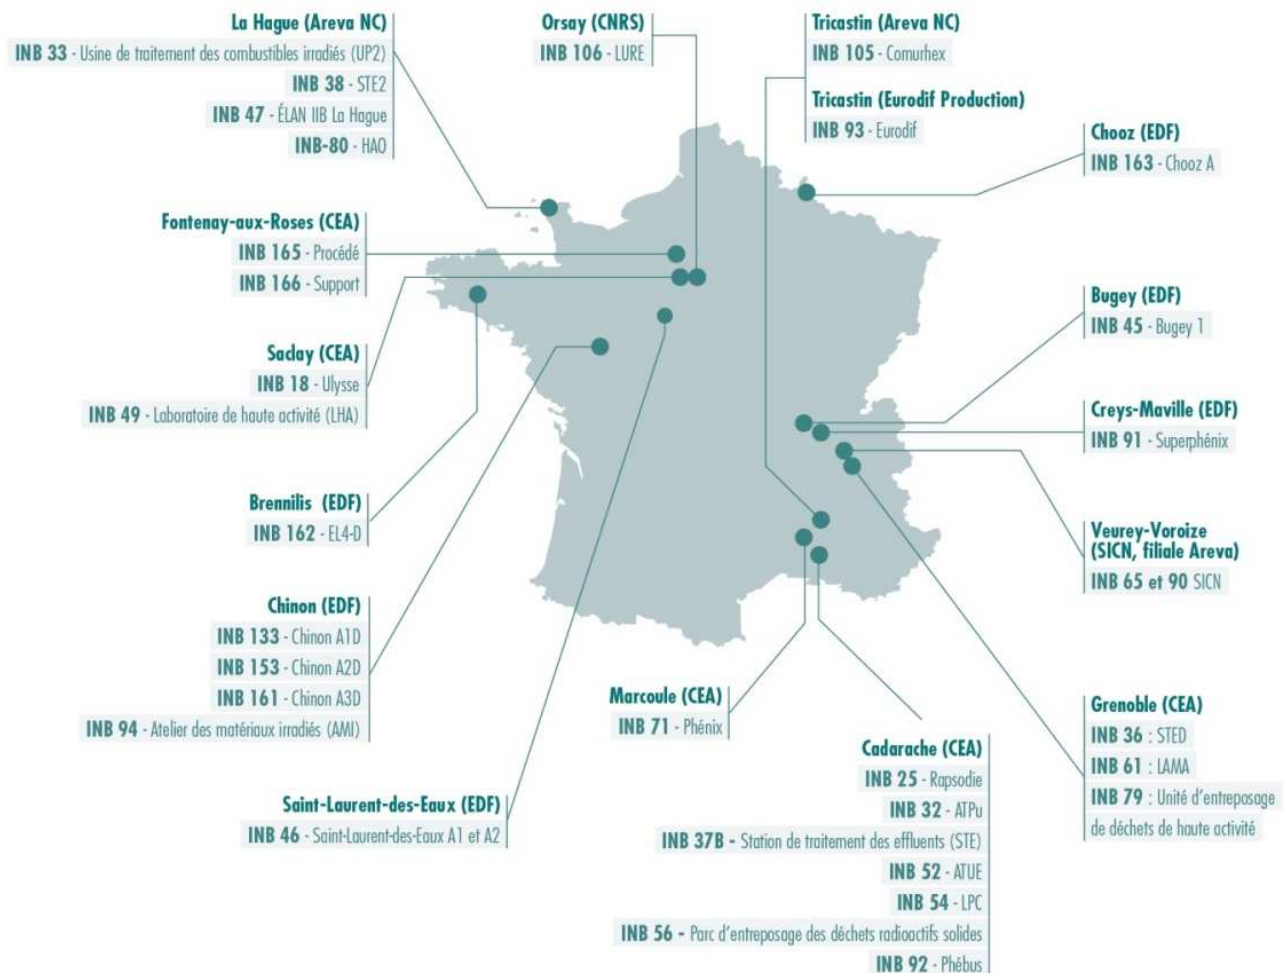 La Hague (Areva NC)
INB 33 - Usine de traitement des combustibles irradiés (UP2)
INB 38 - STE2
INB 47 - ÉLAN IIB La Hague
INB-80 - HAO
Orsay (CNRS)
INB 106 - LURE
Tricastin (Areva NC)
INB 105 - Comurhex
Tricastin (Eurodif Production)
INB 93 - Eurodif
Chooz (EDF)
INB 163 - Chooz A
Fontenay-aux-Roses (CEA)
INB 165 - Procédé
INB 166 - Support
Bugey (EDF)
INB 45 - Bugey 1
Saclay (CEA)
INB 18 - Ulysse
INB 49 - Laboratoire de haute activité (LHA)
Creys-Maville (EDF)
INB 91 - Superphénix
Brennilis (EDF)
INB 162 - EL4-D
Veurey-Voroize
(SICN, filiale Areva)
INB 65 et 90 SICN
Chinon (EDF)
INB 133 - Chinon A1D
INB 153 - Chinon A2D
INB 161 - Chinon A3D
INB 94 - Atelier des matériaux irradiés (AMI)
Marcoule (CEA)
INB 71 - Phénix
Grenoble (CEA)
INB 36 : STED
INB 61 : LAMA
INB 79 : Unité d'entreposage
de déchets de haute activité
Saint-Laurent-des-Eaux (EDF)
INB 46 - Saint-Laurent-des-Eaux A1 et A2
Cadarache (CEA)
INB 25 - Rapsodie
INB 32 - ATPu
INB 37B - Station de traitement des effluents (STE)
INB 52 - ATUE
INB 54 - LPC
INB 56 - Parc d'entreposage des déchets radioactifs solides
INB 92 - Phébus